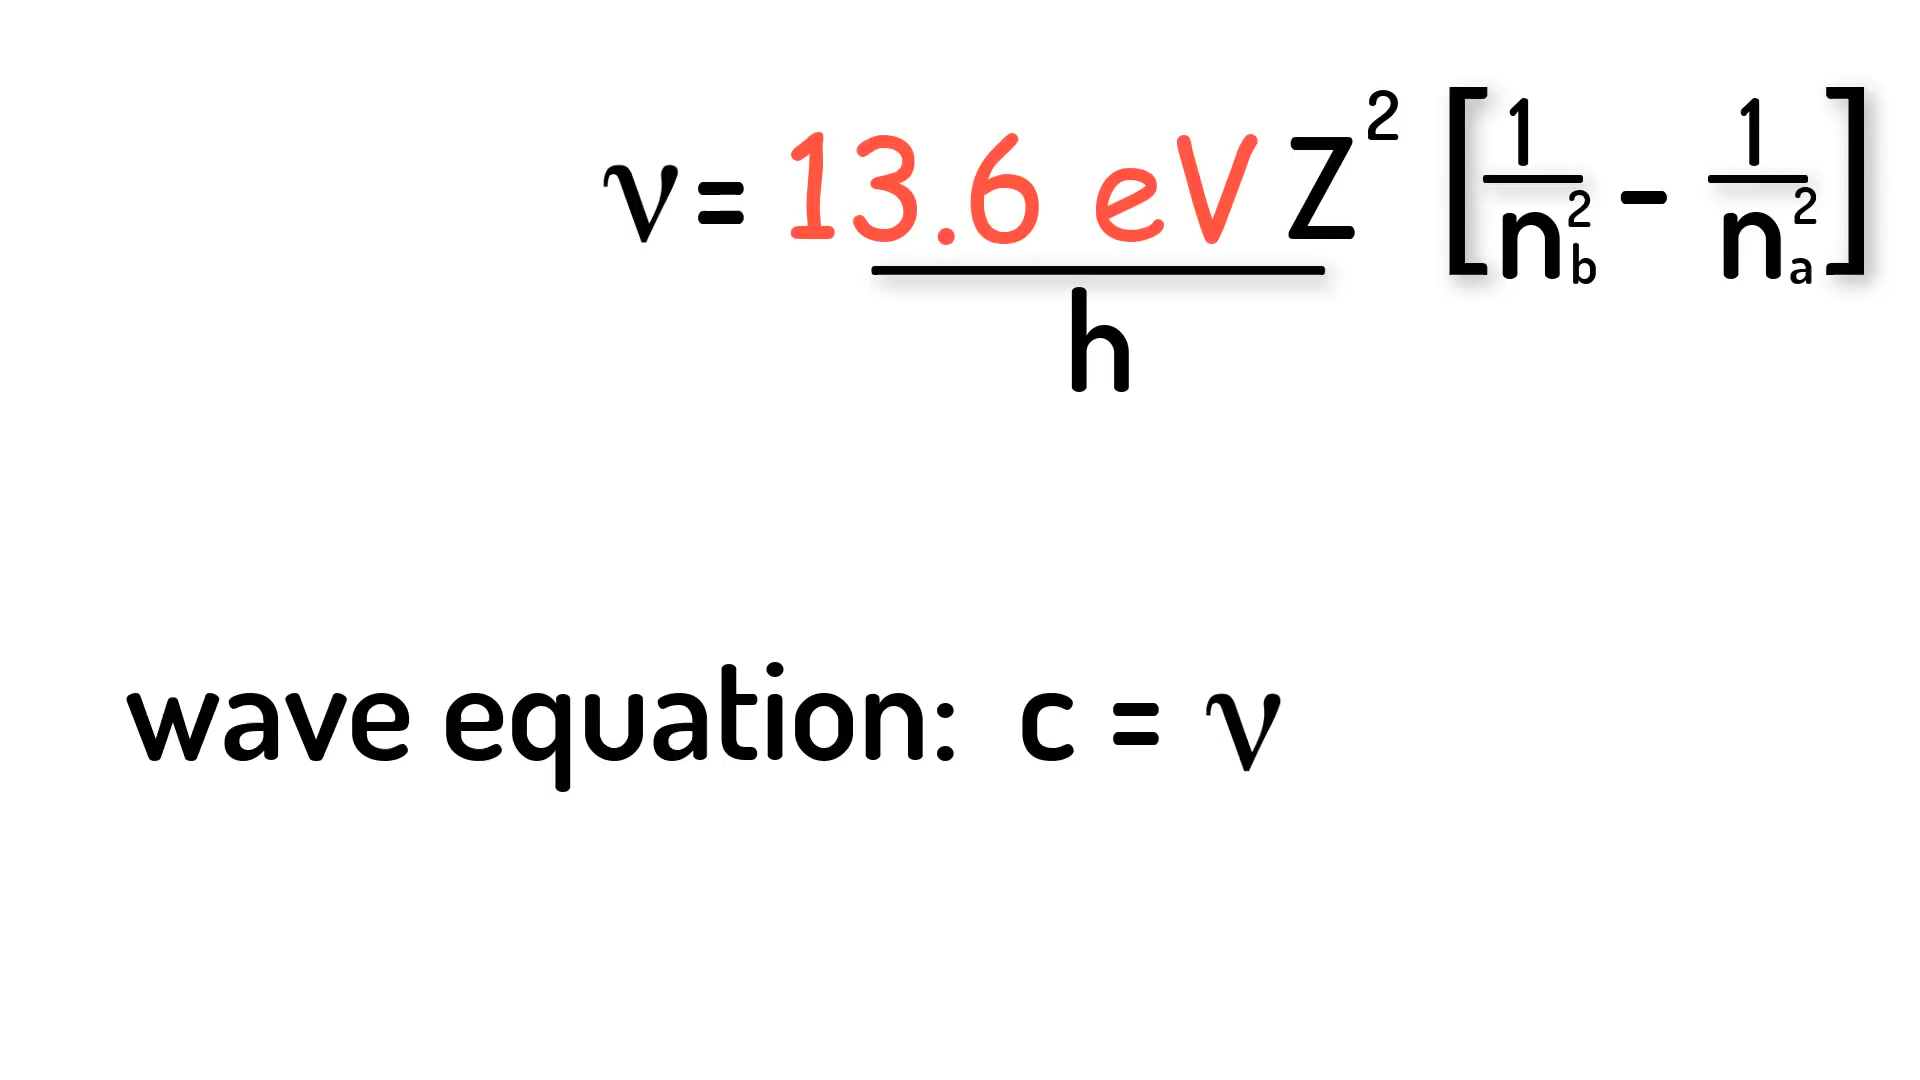 ν = 13.6 eV Z² [ 1 / n_b² - 1 / n_a² ]
h
wave equation: c = ν